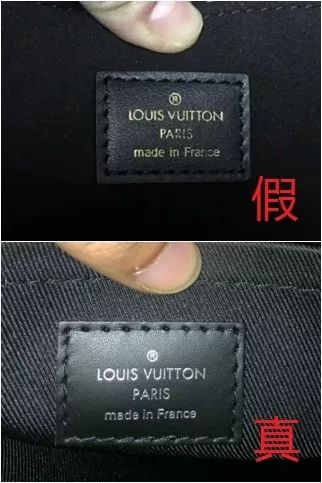 ®
LOUIS VUITTON
PARIS
made in France
假
®
LOUIS VUITTON
PARIS
made in France
真